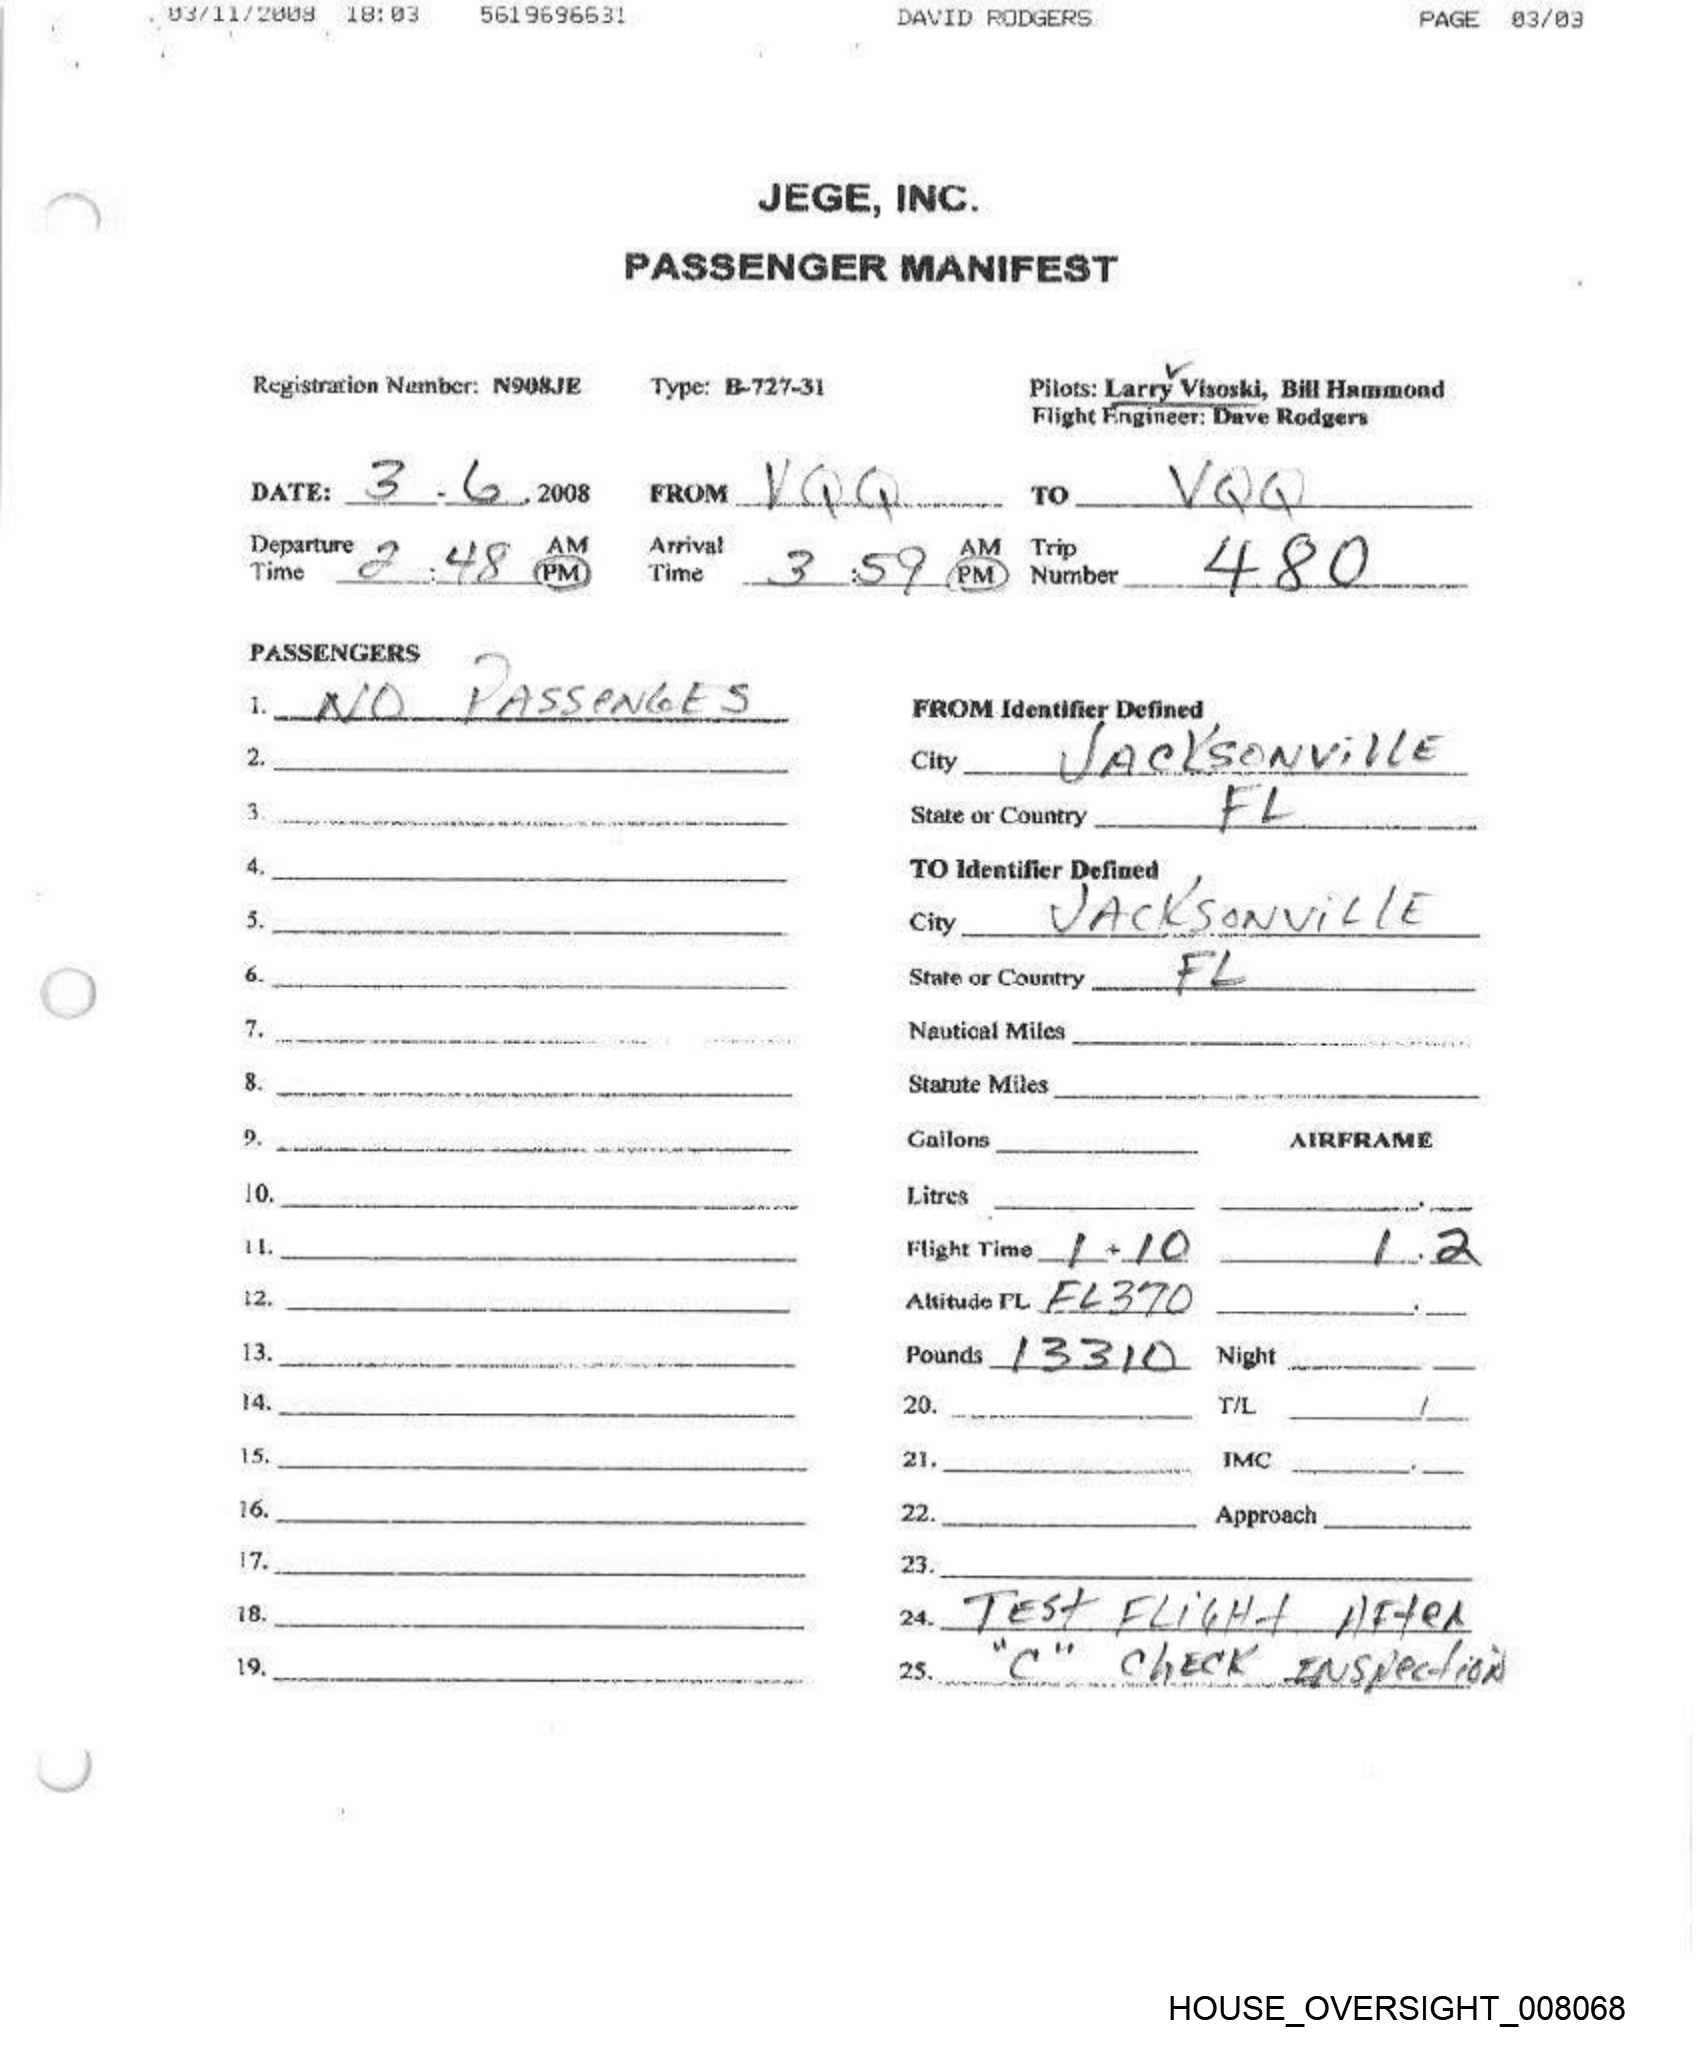 03/11/2008 18:03 5619696631 DAVID RODGERS PAGE 03/03
JEGE, INC.
PASSENGER MANIFEST
Registration Number: N908JE Type: B-727-31 Pilots: Larry Visoski, Bill Hammond
Flight Engineer: Dave Rodgers
DATE: 3 - 6, 2008 FROM VQQ TO VQQ
Departure Time 2:48 AM PM Arrival Time 3:59 AM PM Trip Number 480
PASSENGERS
1. NO PASSENGES
2.
3.
4.
5.
6.
7.
8.
9.
10.
11.
12.
13.
14.
15.
16.
17.
18.
19.
FROM Identifier Defined
City JACKSONVillE
State or Country FL
TO Identifier Defined
City JACKSONVillE
State or Country FL
Nautical Miles
Statute Miles
Gallons AIRFRAME
Litres .
Flight Time 1+10 1.2
Altitude FL FL370 .
Pounds 13310 Night
20. T/L /
21. IMC .
22. Approach
23.
24. TESt FLiGHt AFteR
25. "C" ChECK INSpection
HOUSE_OVERSIGHT_008068